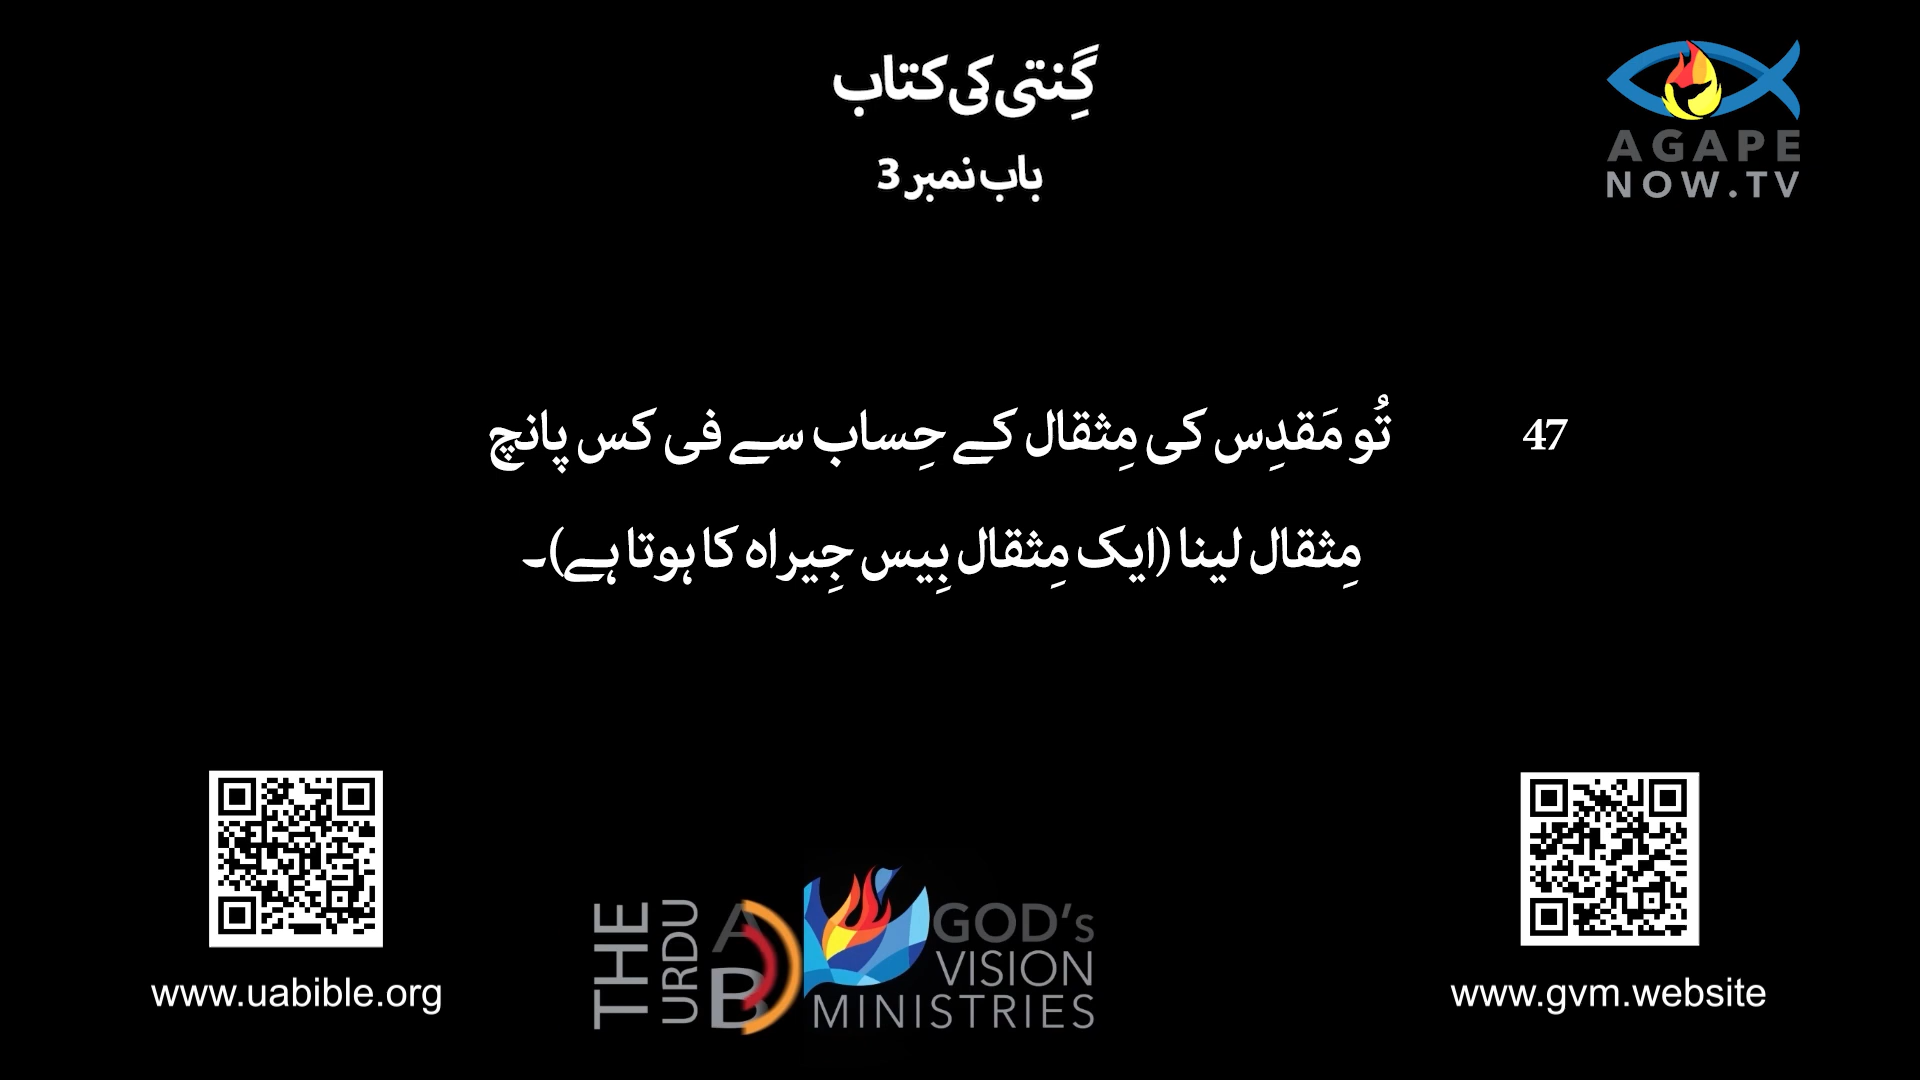 گِنتی کی کتاب
باب نمبر 3
AGAPE
NOW.TV
47 تُو مَقدِس کی مِثقال کے حِساب سے فی کس پانچ
مِثقال لینا (ایک مِثقال بِیس جِیراہ کا ہوتا ہے)۔
www.uabible.org
THE
URDU
AB
GOD's
VISION
MINISTRIES
www.gvm.website